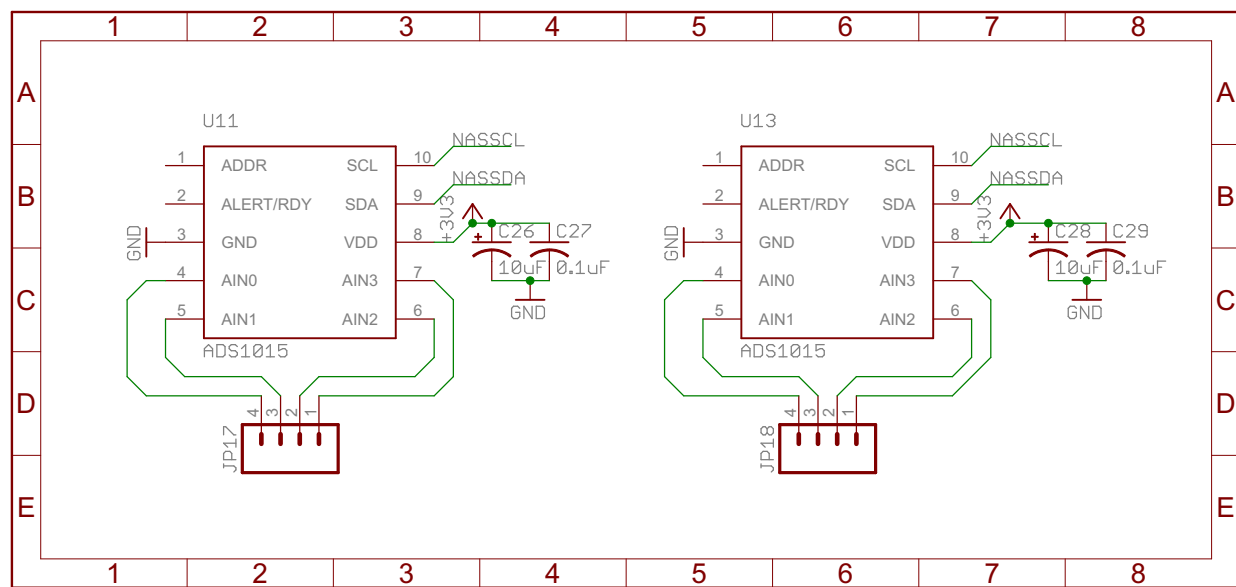 1 2 3 4 5 6 7 8
A A
U11 U13
NASSCL NASSCL
1 ADDR SCL 10 1 ADDR SCL 10
B B
NASSDA NASSDA
2 ALERT/RDY SDA 9 2 ALERT/RDY SDA 9
+3V3 +3V3
C26 C27 C28 C29
GND 3 GND VDD 8 GND 3 GND VDD 8
10uF 0.1uF 10uF 0.1uF
4 AIN0 AIN3 7 4 AIN0 AIN3 7
C C
GND GND
5 AIN1 AIN2 6 5 AIN1 AIN2 6
ADS1015 ADS1015
D D
4 3 2 1 4 3 2 1
JP17 JP18
E E
1 2 3 4 5 6 7 8